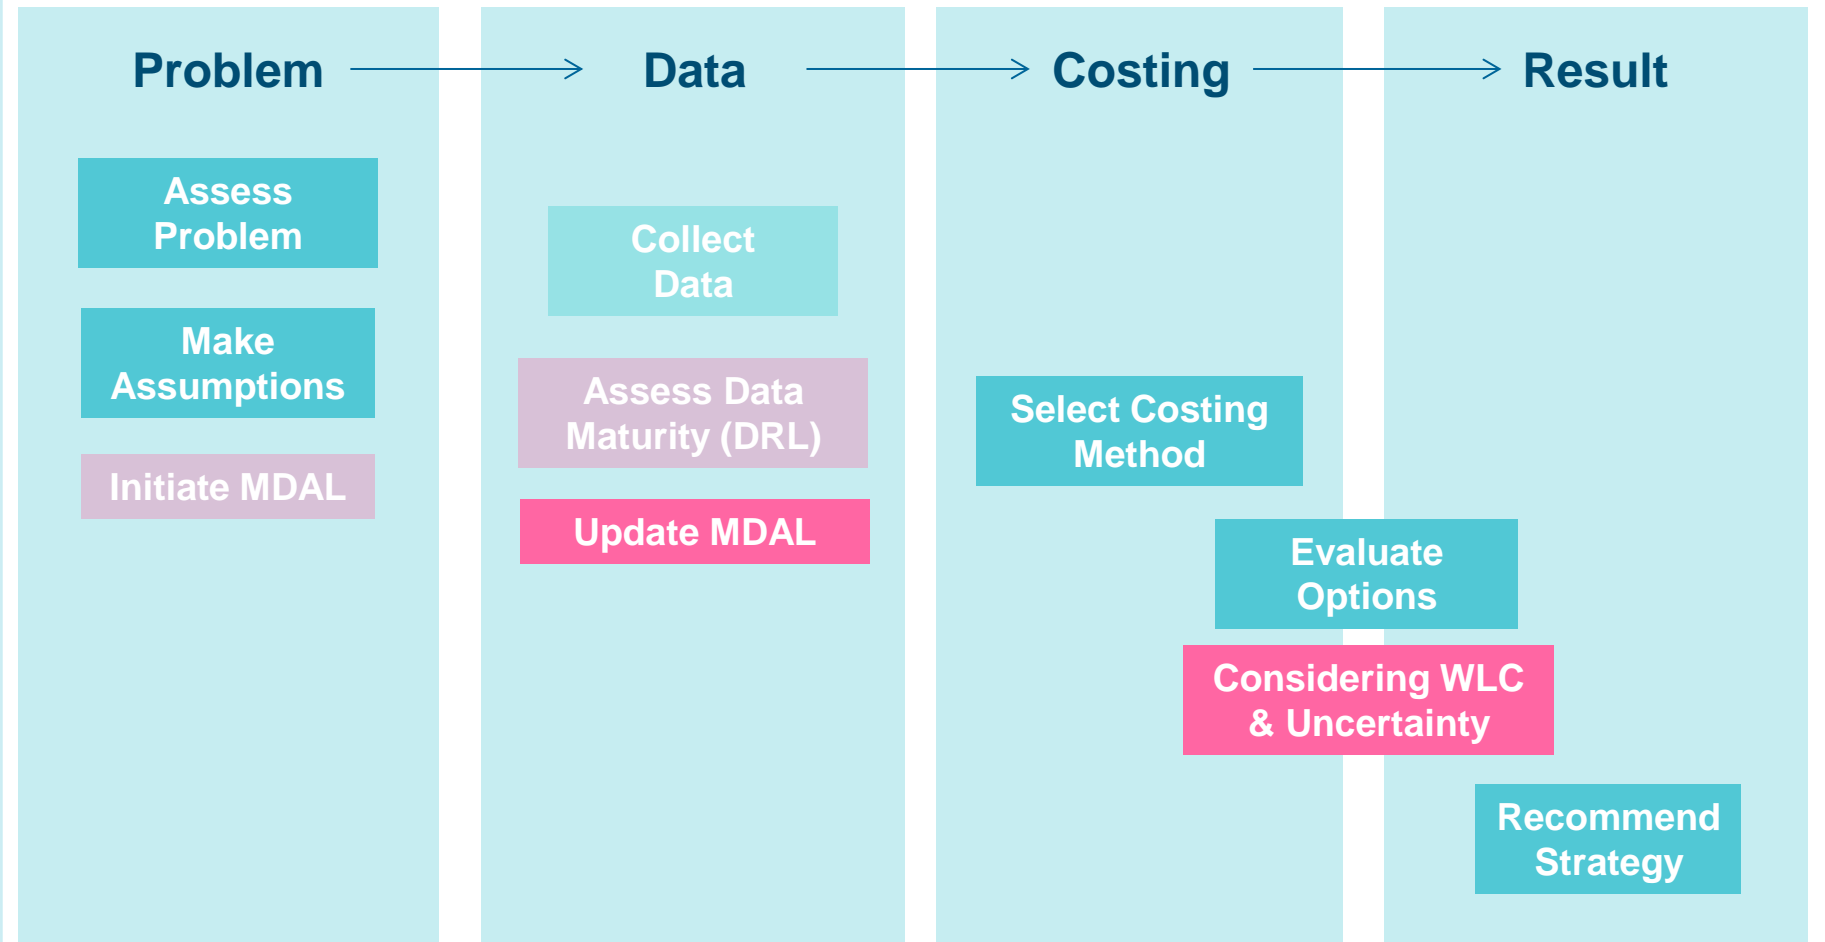 Problem
Data
Costing
Result
Assess
Problem
Make
Assumptions
Initiate MDAL
Collect
Data
Assess Data
Maturity (DRL)
Update MDAL
Select Costing
Method
Evaluate
Options
Considering WLC
& Uncertainty
Recommend
Strategy